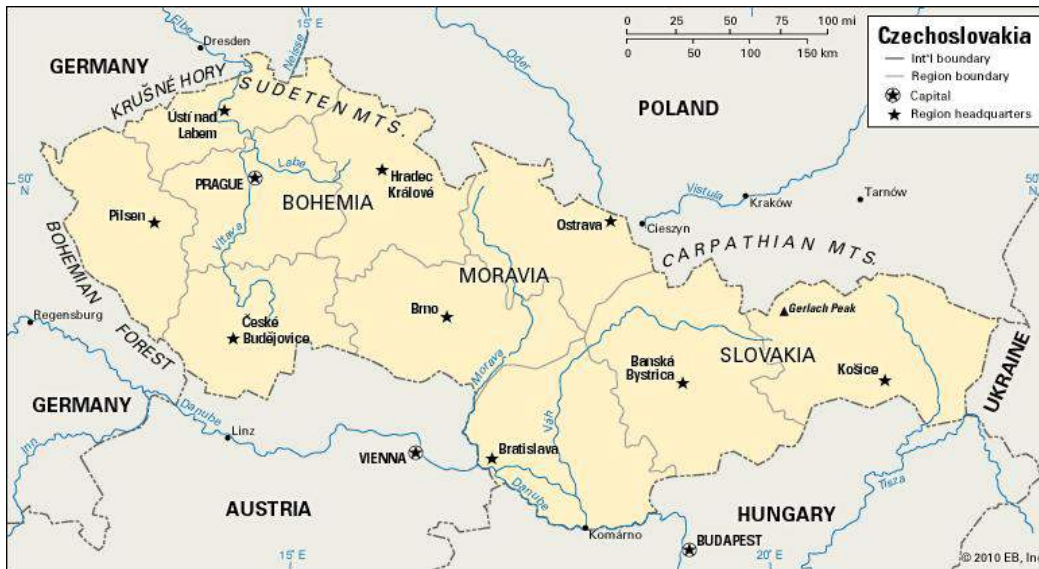 15 E
0 25 50 75 100 mi
0 50 100 150 km
Czechoslovakia
Int'l boundary
Region boundary
Capital
Region headquarters
Elbe
Dresden
Neisse
Oder
GERMANY
KRUŠNÉ HORY
SUDETEN MTS.
POLAND
Ústí nad
Labem
50
N
PRAGUE
Labe
Hradec
Králové
BOHEMIA
Vistula
Kraków
Tarnów
50
N
Pilsen
Vltava
Ostrava
Cieszyn
CARPATHIAN MTS.
BOHEMIAN
FOREST
MORAVIA
Regensburg
České
Budějovice
Brno
Gerlach Peak
SLOVAKIA
Morava
Váh
Banská
Bystrica
Košice
UKRAINE
GERMANY
Danube
Linz
Inn
VIENNA
Bratislava
Danube
Tisza
AUSTRIA
Komárno
HUNGARY
BUDAPEST
15°E
20°E
© 2010 EB, Inc